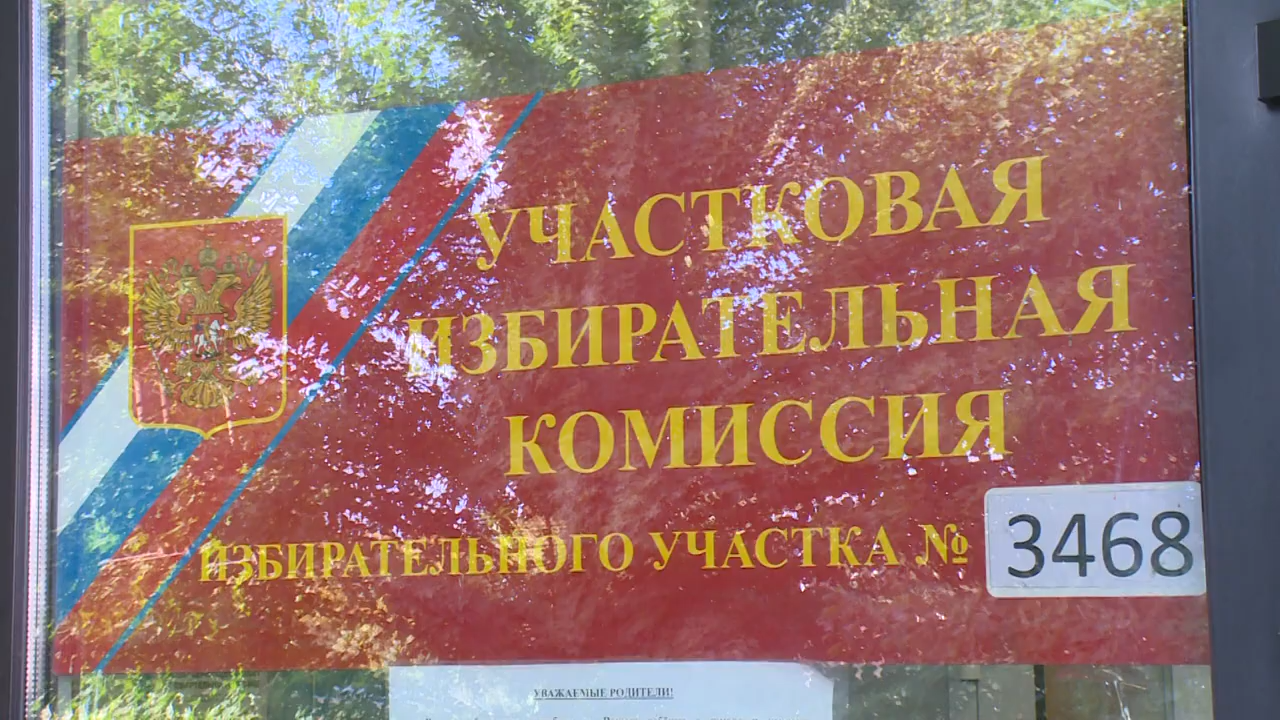 УЧАСТКОВАЯ
ИЗБИРАТЕЛЬНАЯ
КОМИССИЯ
ИЗБИРАТЕЛЬНОГО УЧАСТКА № 3468
УВАЖАЕМЫЕ РОДИТЕЛИ!